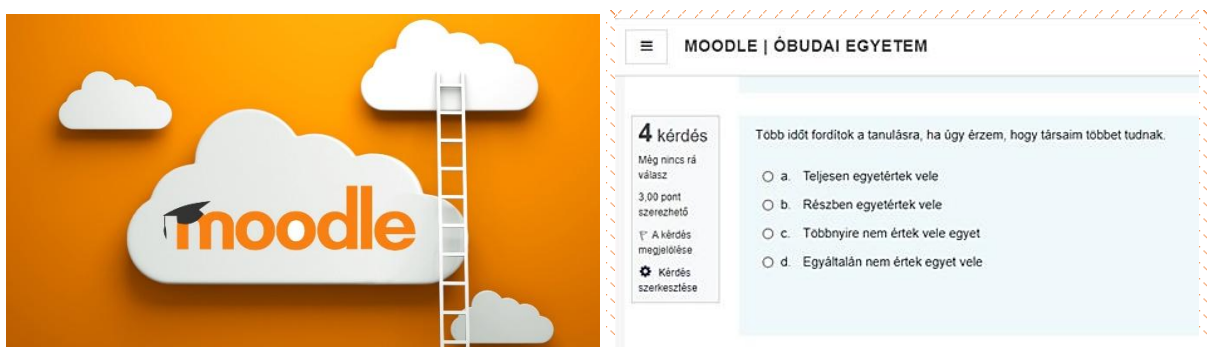 moodle
MOODLE | ÓBUDAI EGYETEM
4 kérdés
Még nincs rá
válasz
3,00 pont
szerezhető
A kérdés
megjelölése
Kérdés
szerkesztése
Több időt fordítok a tanulásra, ha úgy érzem, hogy társaim többet tudnak.
a. Teljesen egyetértek vele
b. Részben egyetértek vele
c. Többnyire nem értek vele egyet
d. Egyáltalán nem értek egyet vele